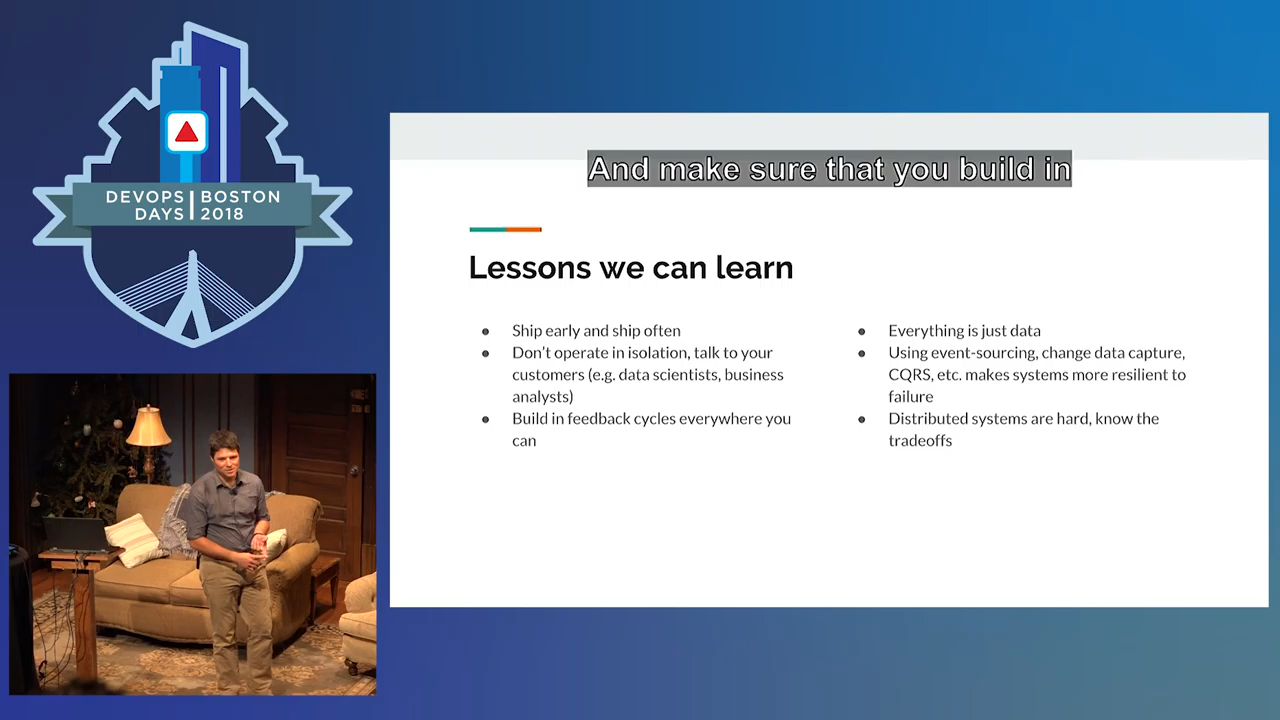 DEVOPS BOSTON
DAYS 2018
And make sure that you build in
Lessons we can learn
● Ship early and ship often
● Don't operate in isolation, talk to your
customers (e.g. data scientists, business
analysts)
● Build in feedback cycles everywhere you
can
● Everything is just data
● Using event-sourcing, change data capture,
CQRS, etc. makes systems more resilient to
failure
● Distributed systems are hard, know the
tradeoffs